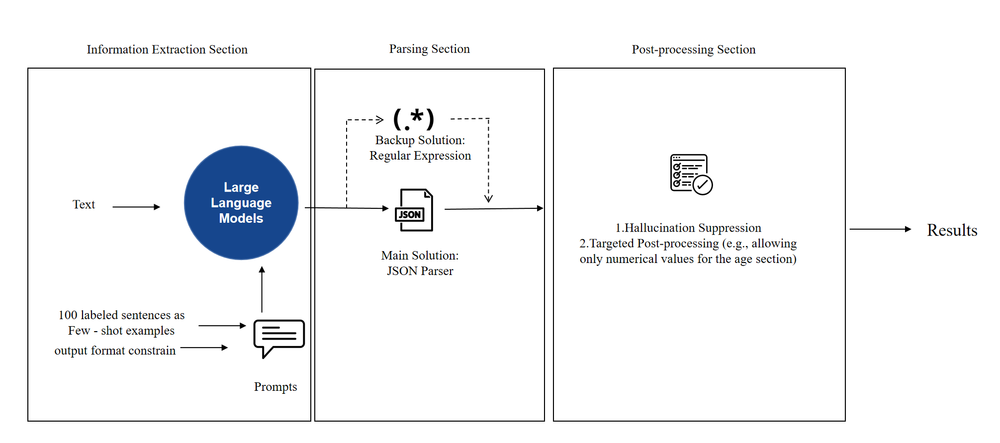 Information Extraction Section
Parsing Section
Post-processing Section
Text
Large
Language
Models
100 labeled sentences as
Few - shot examples
output format constrain
Prompts
(.*)
Backup Solution:
Regular Expression
JSON
Main Solution:
JSON Parser
1.Hallucination Suppression
2.Targeted Post-processing (e.g., allowing
only numerical values for the age section)
Results